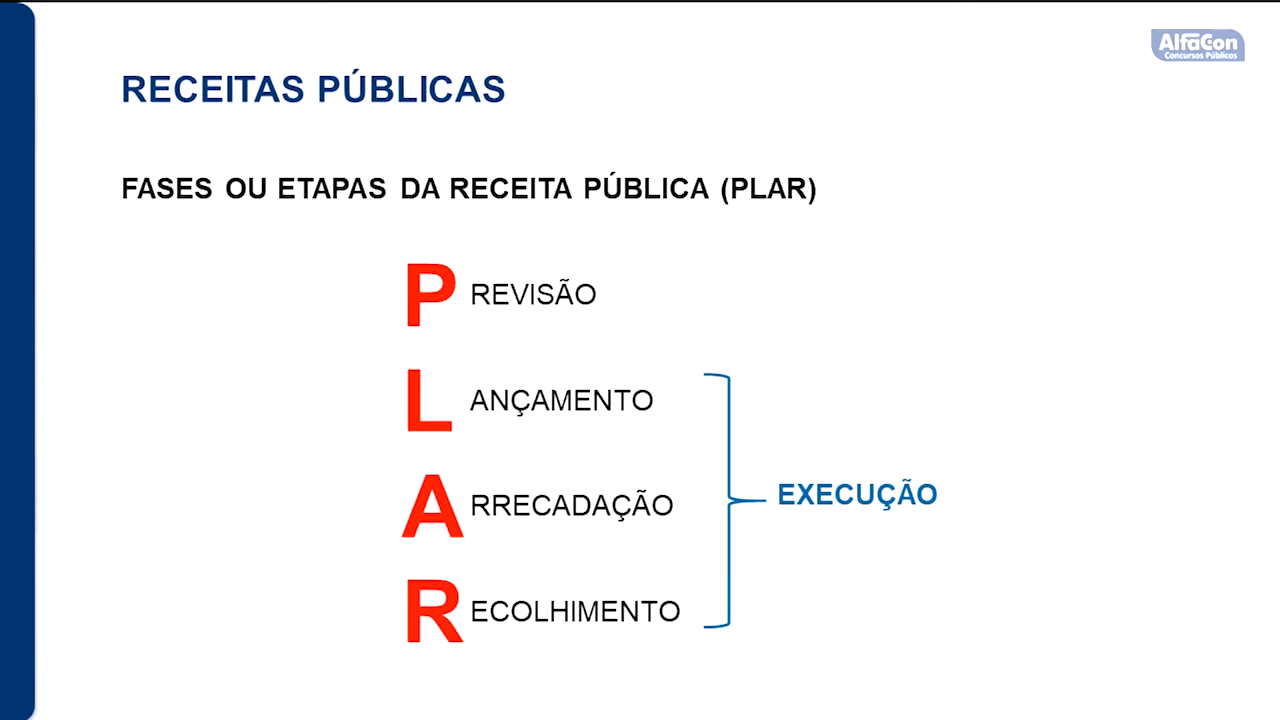 AlfaCon
Concursos Públicos
RECEITAS PÚBLICAS
FASES OU ETAPAS DA RECEITA PÚBLICA (PLAR)
PREVISÃO
LANÇAMENTO
ARRECADAÇÃO
EXECUÇÃO
RECOLHIMENTO